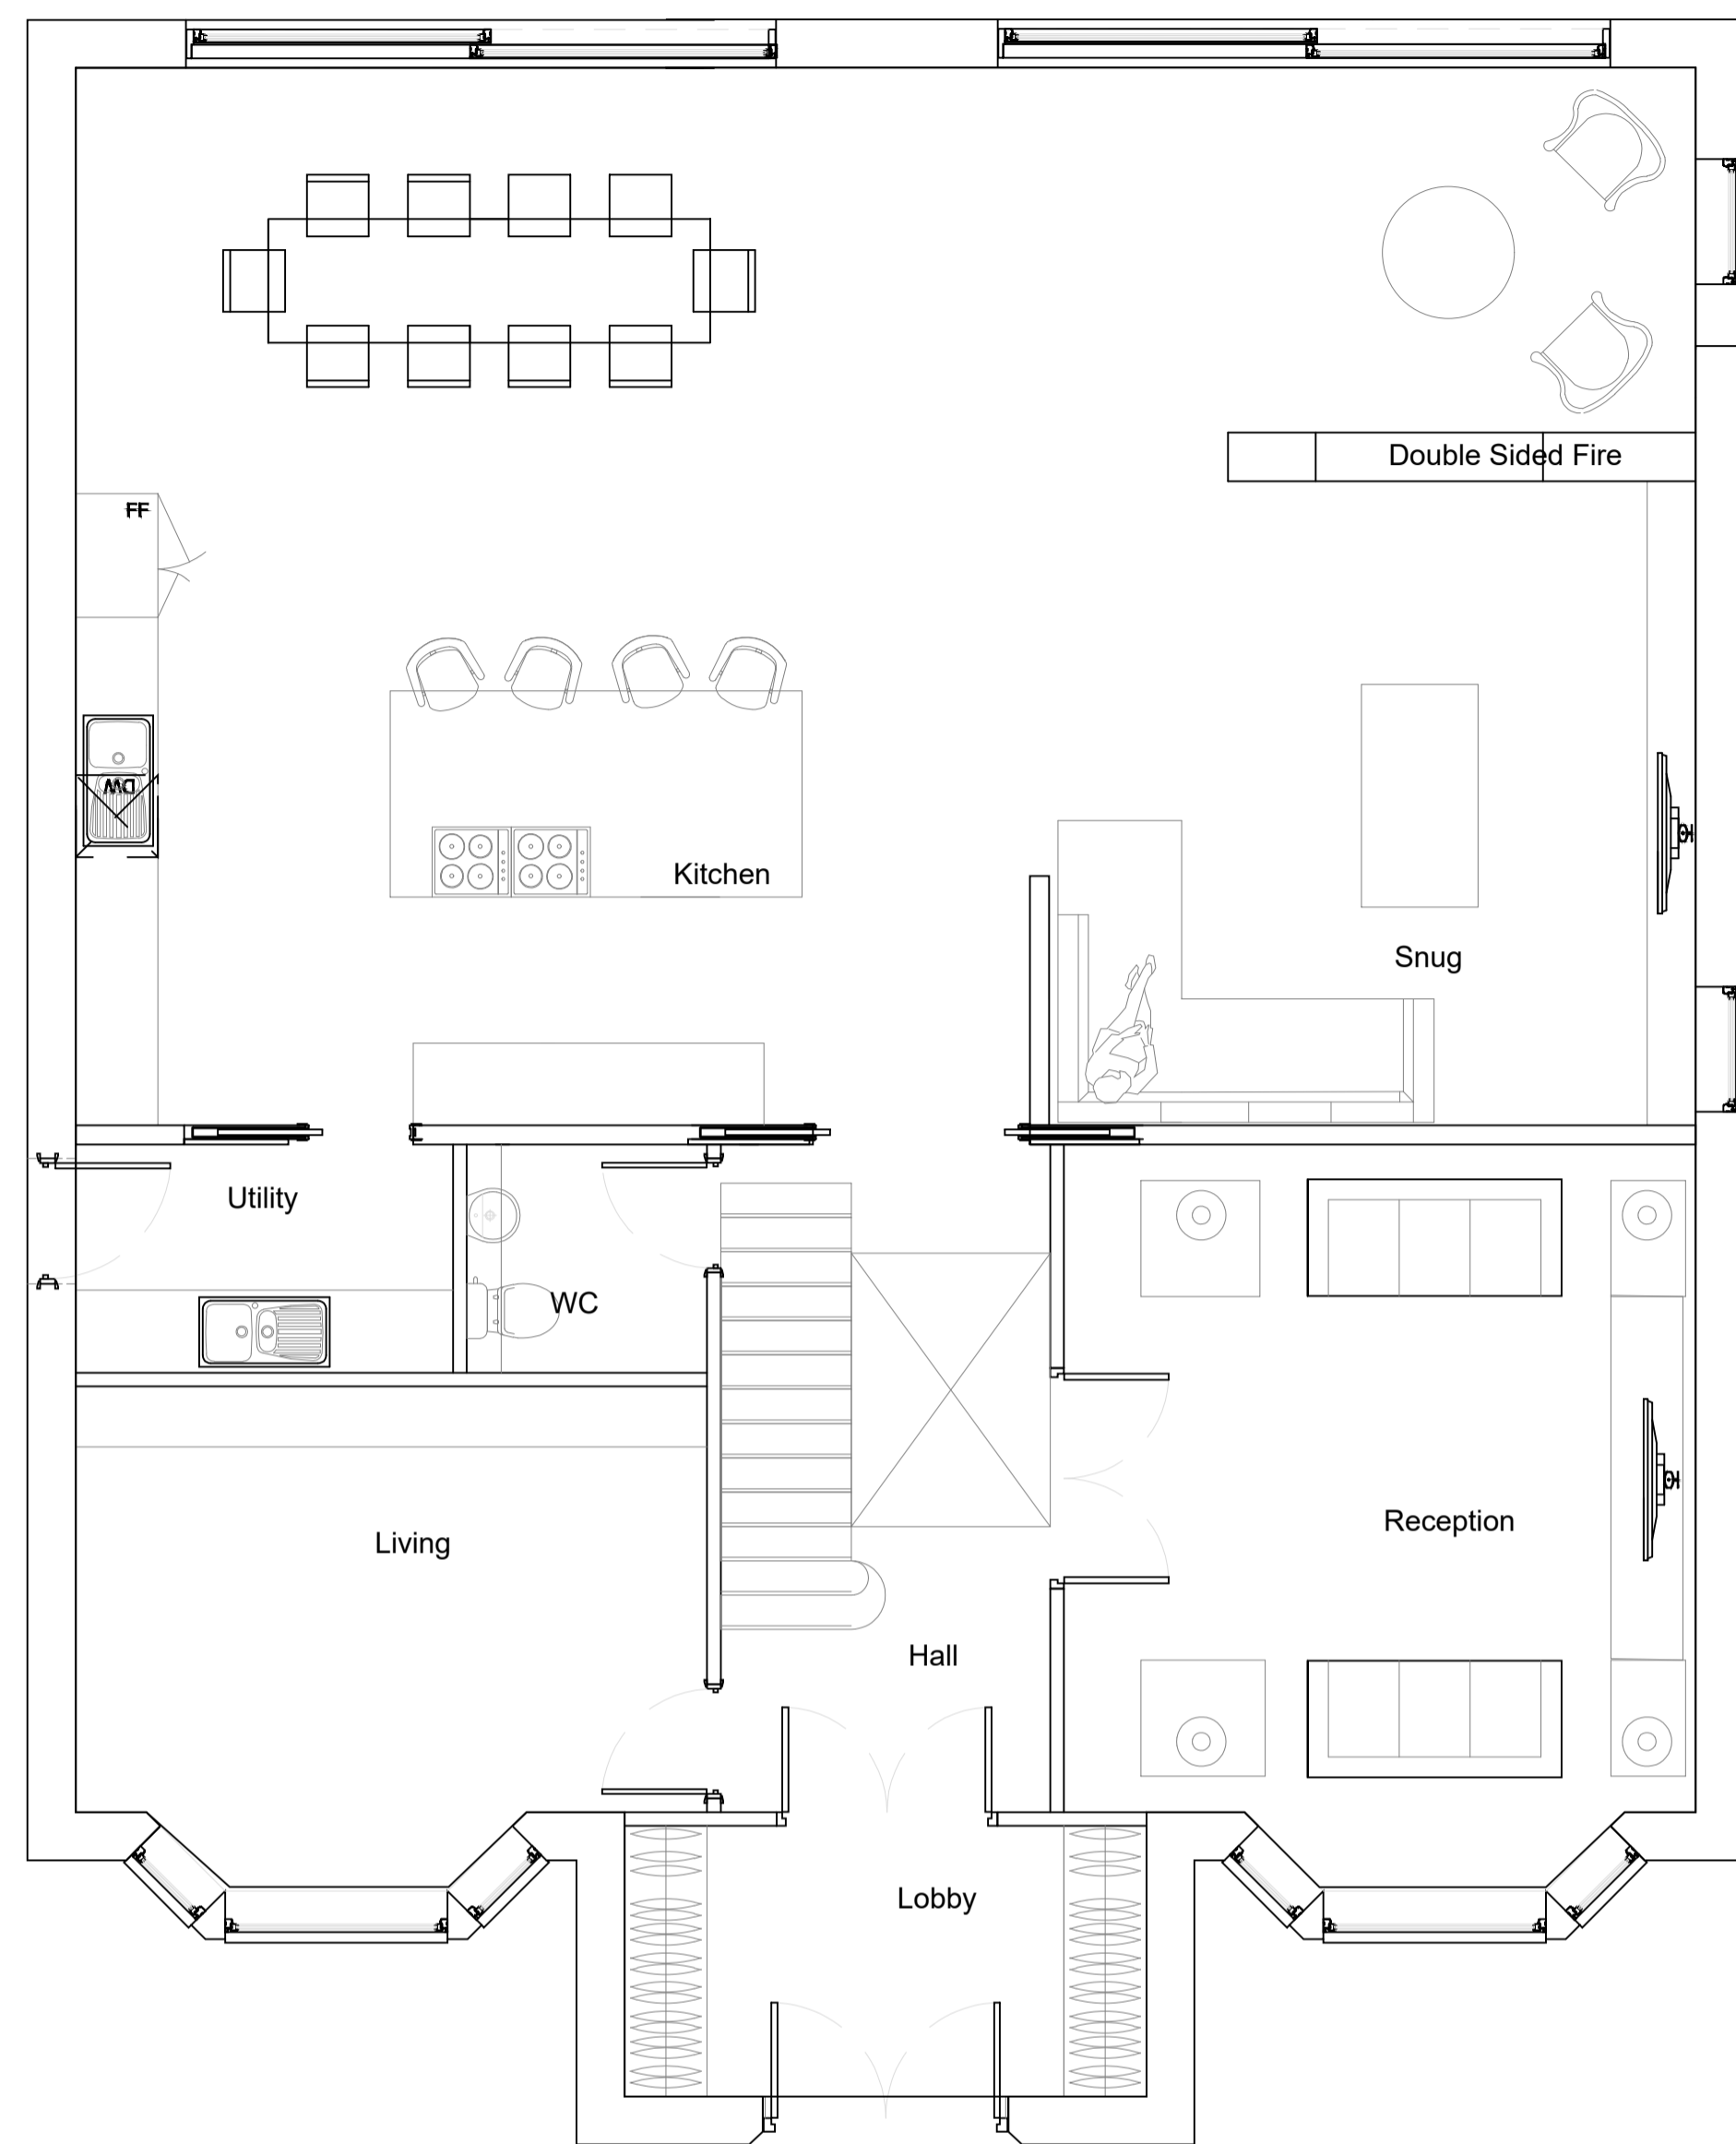 Double Sided Fire
FF
DW
Kitchen
Snug
Utility
WC
Living
Reception
Hall
Lobby